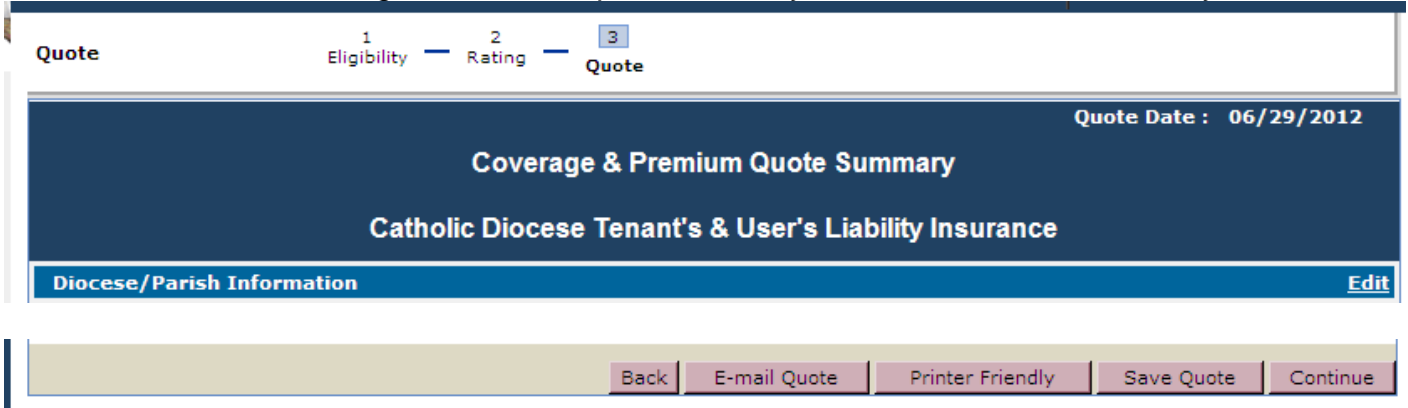 Quote
1 2 3
Eligibility — Rating — Quote
Quote Date : 06/29/2012
Coverage & Premium Quote Summary
Catholic Diocese Tenant's & User's Liability Insurance
Diocese/Parish Information Edit
Back E-mail Quote Printer Friendly Save Quote Continue